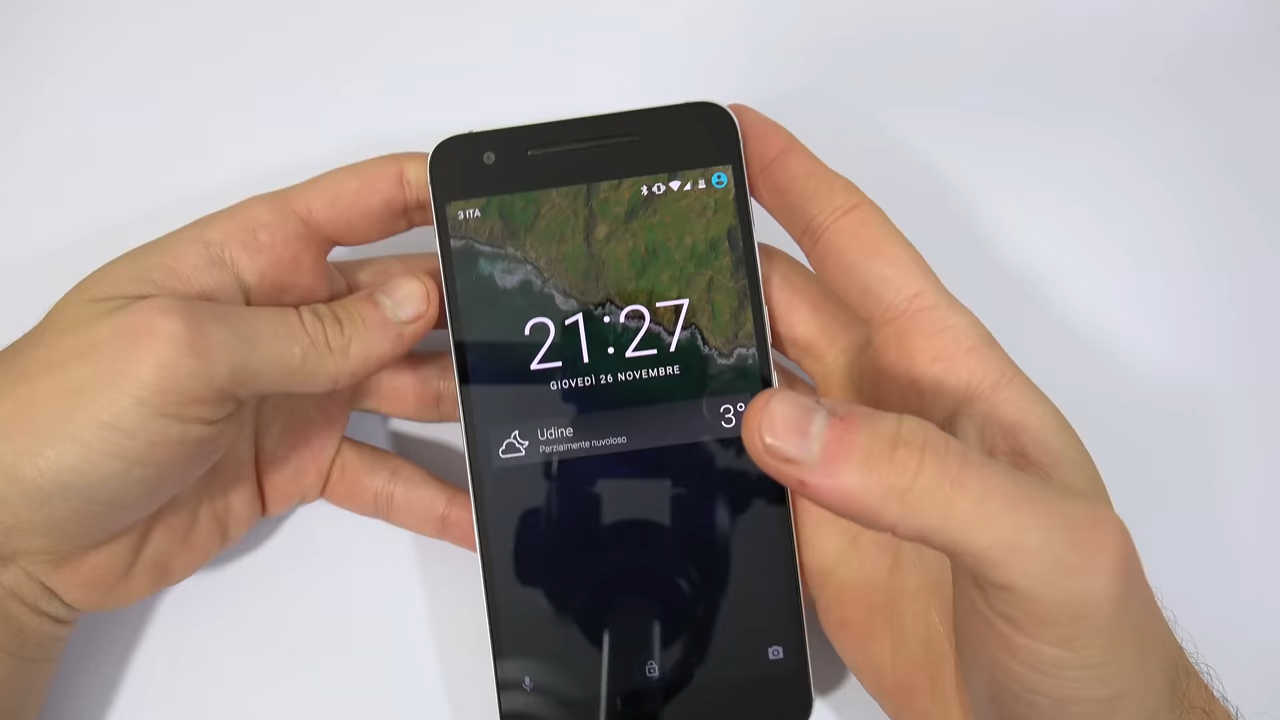 3 ITA
21:27
GIOVEDÌ 26 NOVEMBRE
Udine
Parzialmente nuvoloso
3°